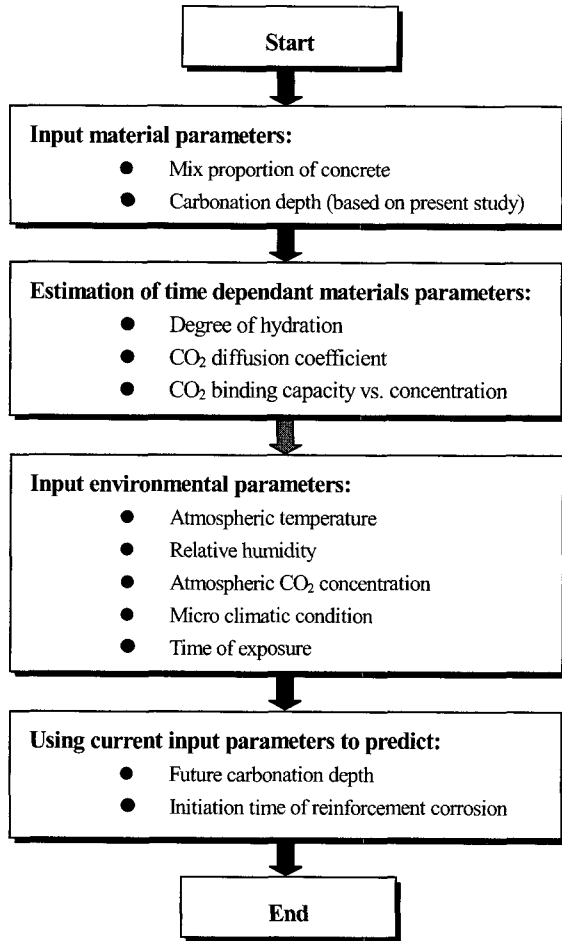 Start
Input material parameters:
● Mix proportion of concrete
● Carbonation depth (based on present study)
Estimation of time dependant materials parameters:
● Degree of hydration
● CO₂ diffusion coefficient
● CO₂ binding capacity vs. concentration
Input environmental parameters:
● Atmospheric temperature
● Relative humidity
● Atmospheric CO₂ concentration
● Micro climatic condition
● Time of exposure
Using current input parameters to predict:
● Future carbonation depth
● Initiation time of reinforcement corrosion
End